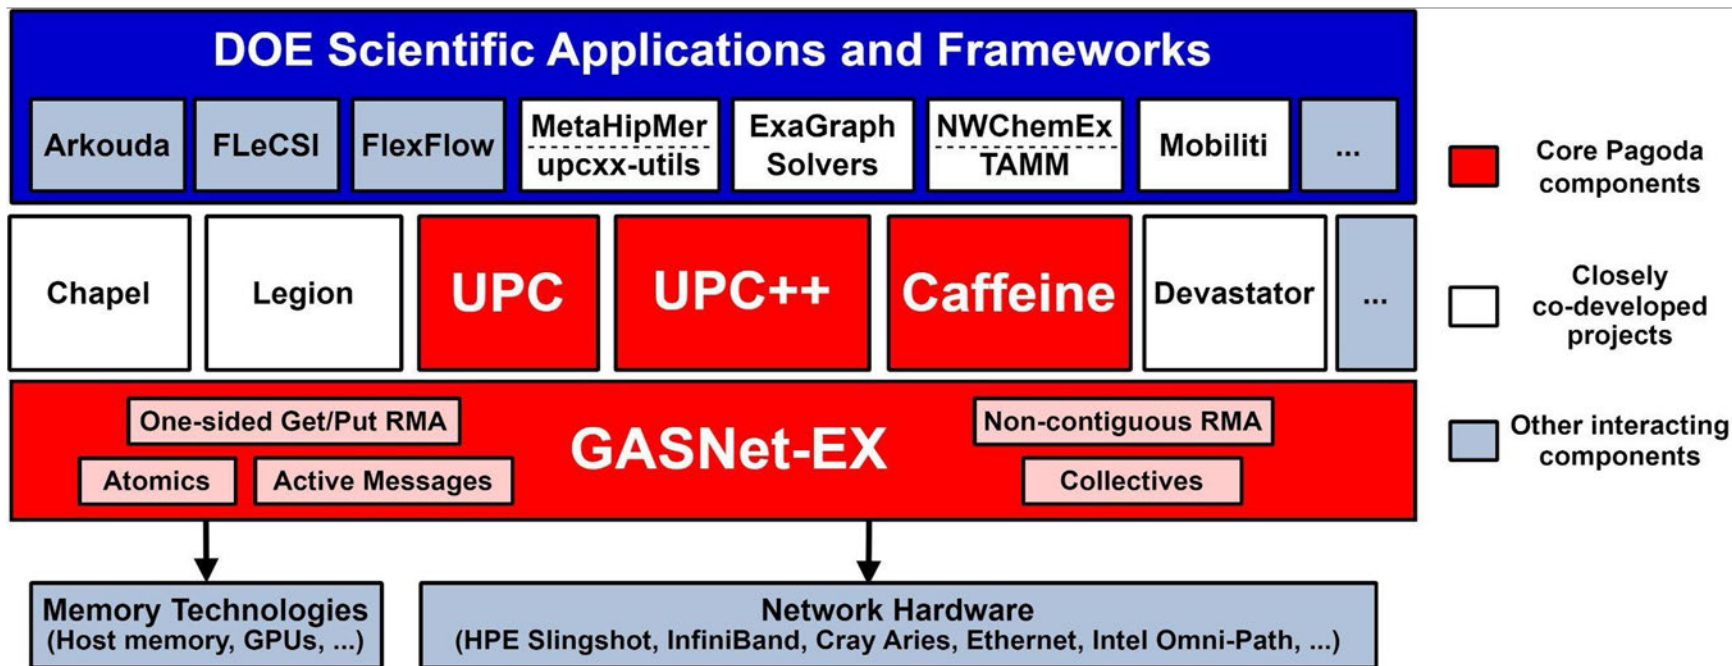 DOE Scientific Applications and Frameworks
Arkouda
FLeCSI
FlexFlow
MetaHipMer
upcxx-utils
ExaGraph
Solvers
NWChemEx
TAMM
Mobiliti
...
Chapel
Legion
UPC
UPC++
Caffeine
Devastator
...
One-sided Get/Put RMA
Atomics
Active Messages
GASNet-EX
Non-contiguous RMA
Collectives
Memory Technologies
(Host memory, GPUs, ...)
Network Hardware
(HPE Slingshot, InfiniBand, Cray Aries, Ethernet, Intel Omni-Path, ...)
Core Pagoda
components
Closely
co-developed
projects
Other interacting
components